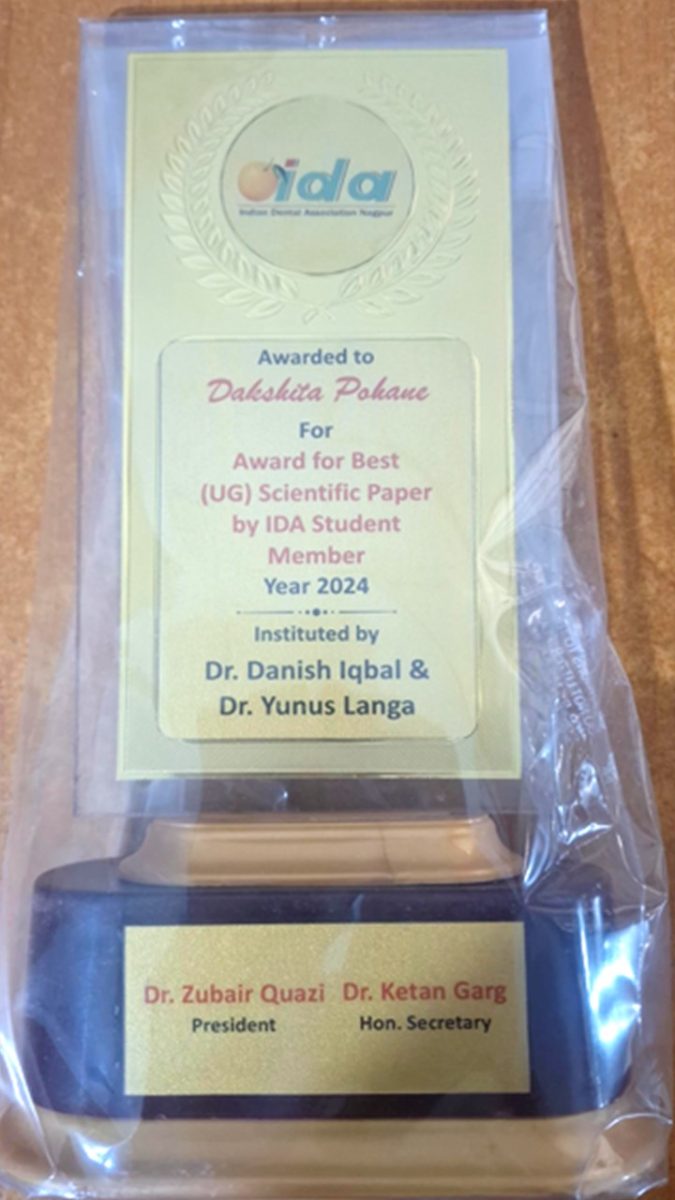 ida
Indian Dental Association Nagpur
Awarded to
Dakshita Pohane
For
Award for Best
(UG) Scientific Paper
by IDA Student
Member
Year 2024
Instituted by
Dr. Danish Iqbal &
Dr. Yunus Langa
Dr. Zubair Quazi Dr. Ketan Garg
President Hon. Secretary